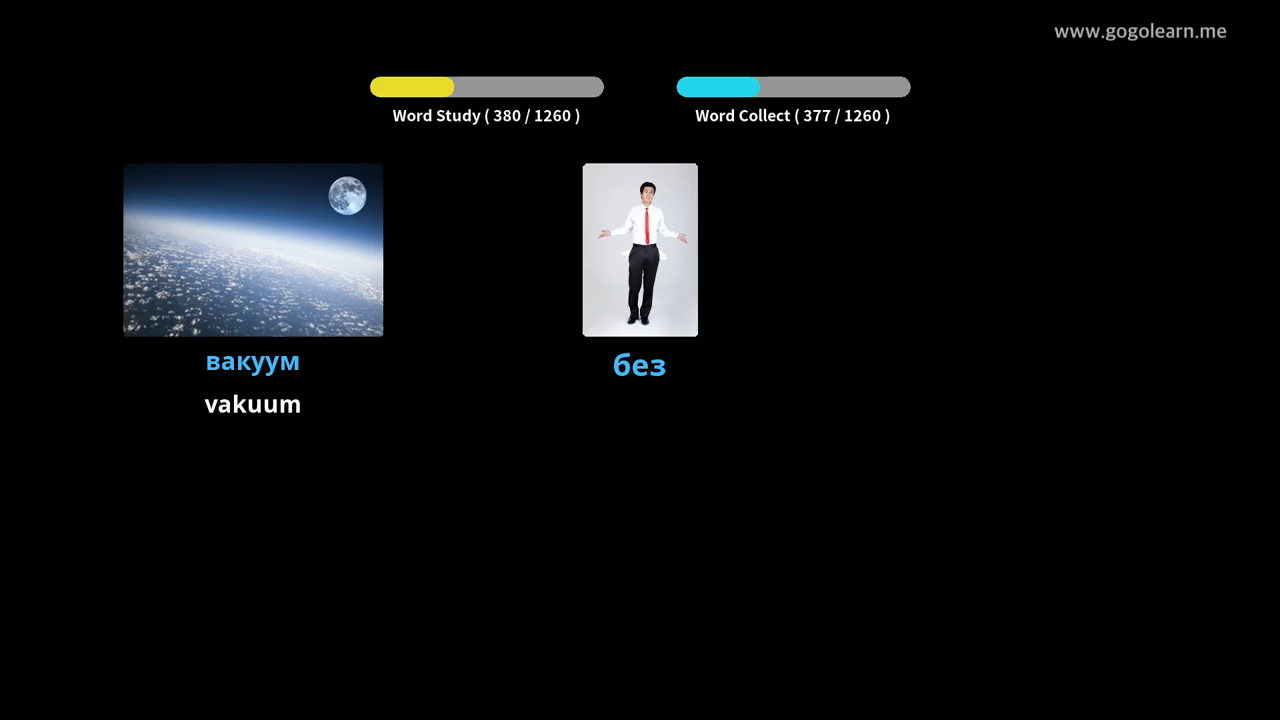 www.gogolearn.me
Word Study ( 380 / 1260 )
Word Collect ( 377 / 1260 )
вакуум
vakuum
без